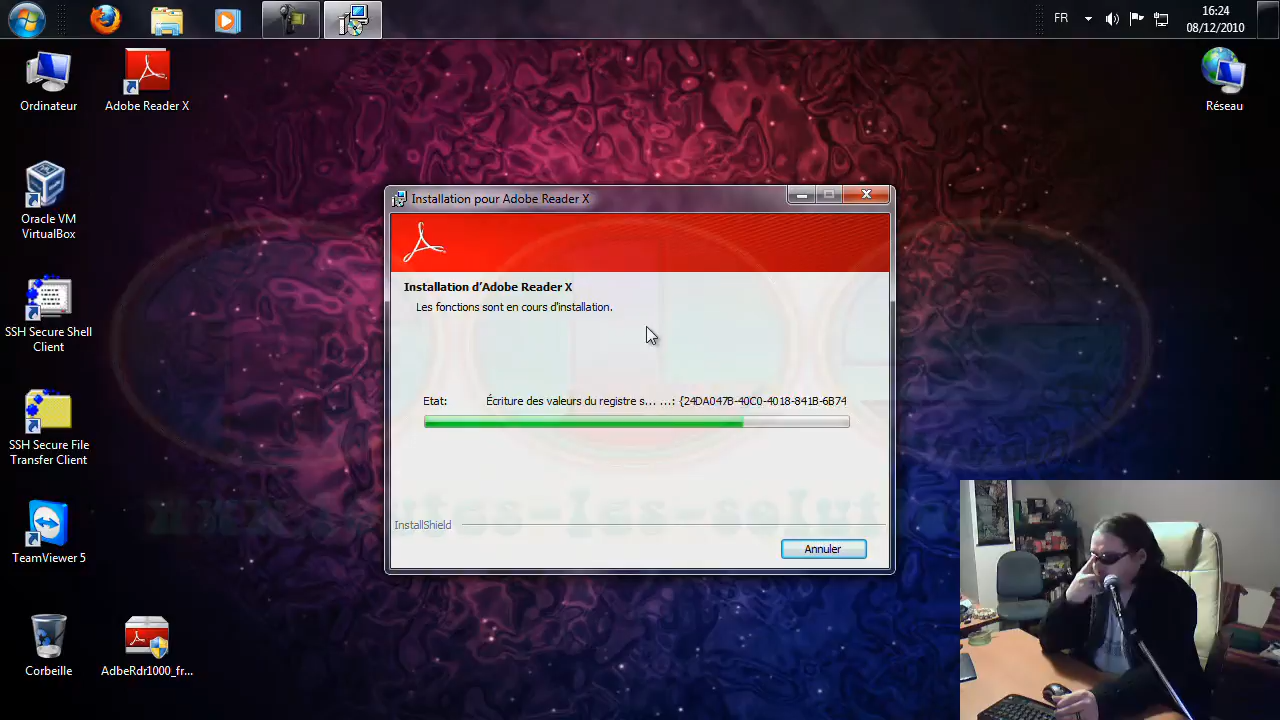 FR
16:24
08/12/2010
Ordinateur
Adobe Reader X
Réseau
Oracle VM
VirtualBox
SSH Secure Shell
Client
SSH Secure File
Transfer Client
TeamViewer 5
Corbeille
AdbeRdr1000_fr...
Installation pour Adobe Reader X
Installation d'Adobe Reader X
Les fonctions sont en cours d'installation.
Etat: Écriture des valeurs du registre s... ...: {24DA047B-40C0-4018-841B-6B74
InstallShield
Annuler